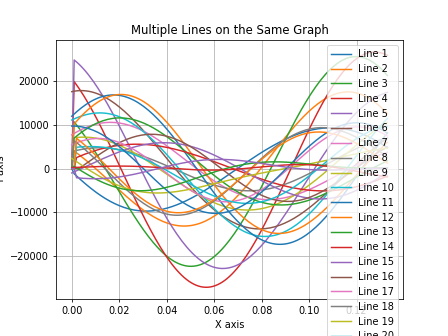 Multiple Lines on the Same Graph
20000
10000
0
−10000
−20000
0.00
0.02
0.04
0.06
0.08
0.10
X axis
Line 1
Line 2
Line 3
Line 4
Line 5
Line 6
Line 7
Line 8
Line 9
Line 10
Line 11
Line 12
Line 13
Line 14
Line 15
Line 16
Line 17
Line 18
Line 19
Line 20